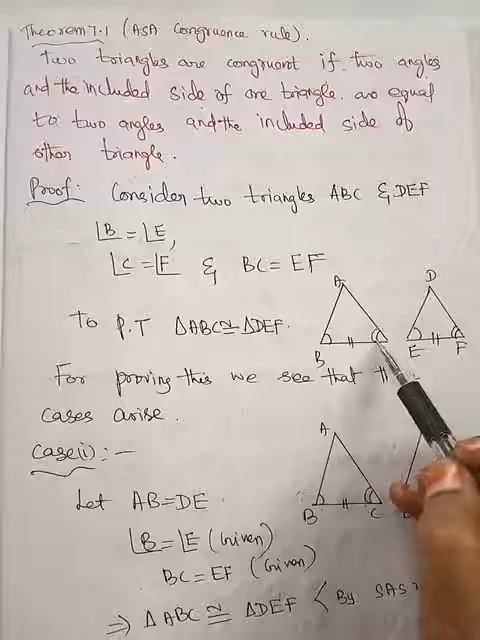 Theorem 7.1 (ASA Congruence rule).
Two triangles are congruent if two angles
and the included side of one triangle are equal
to two angles and the included side of
other triangle.
Proof: Consider two triangles ABC & DEF
∠B = ∠E,
∠C = ∠F & BC = EF
To P.T ΔABC ≅ ΔDEF.
A D
B E F
For proving this we see that
cases arise.
Case(i):-
A
B C
Let AB = DE
∠B = ∠E (Given)
BC = EF (Given)
⇒ ΔABC ≅ ΔDEF < By SAS